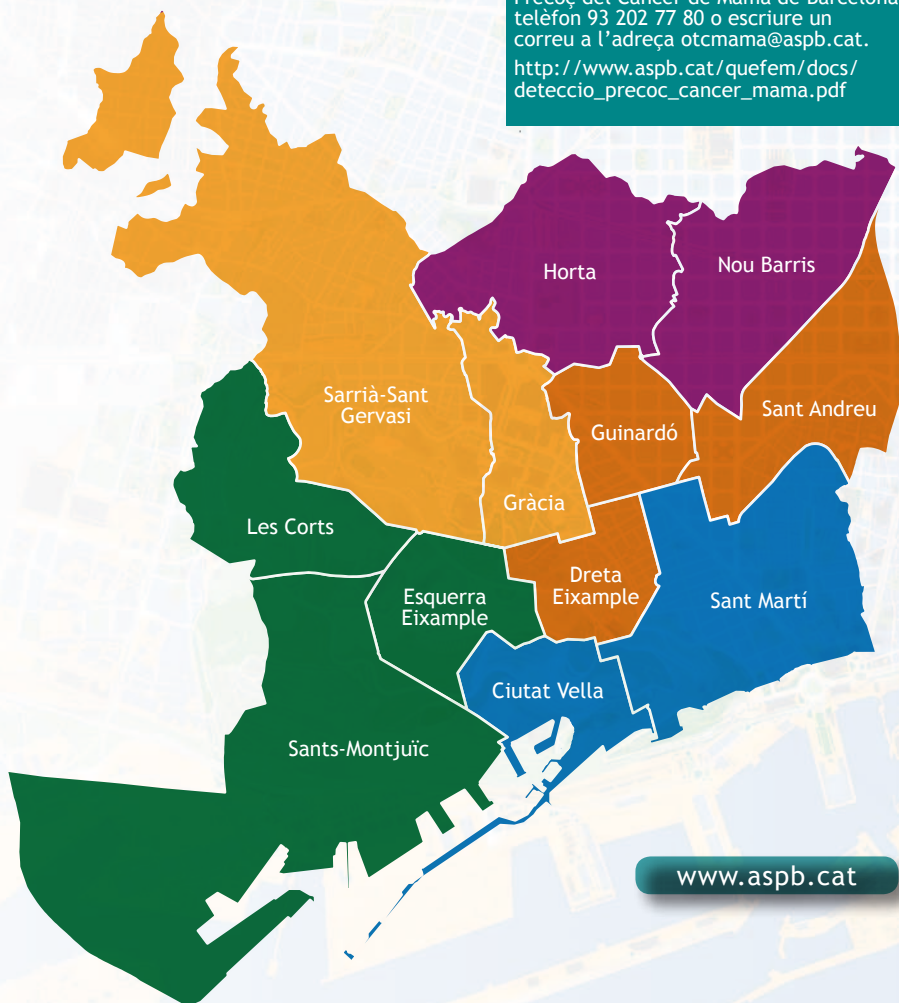 Precoç del Càncer de Mama de Barcelona
telèfon 93 202 77 80 o escriure un
correu a l’adreça otcmama@aspb.cat.
http://www.aspb.cat/quefem/docs/
deteccio_precoc_cancer_mama.pdf
Horta
Nou Barris
Sarrià-Sant
Gervasi
Guinardó
Sant Andreu
Gràcia
Les Corts
Dreta
Eixample
Esquerra
Eixample
Sant Martí
Ciutat Vella
Sants-Montjuïc
www.aspb.cat